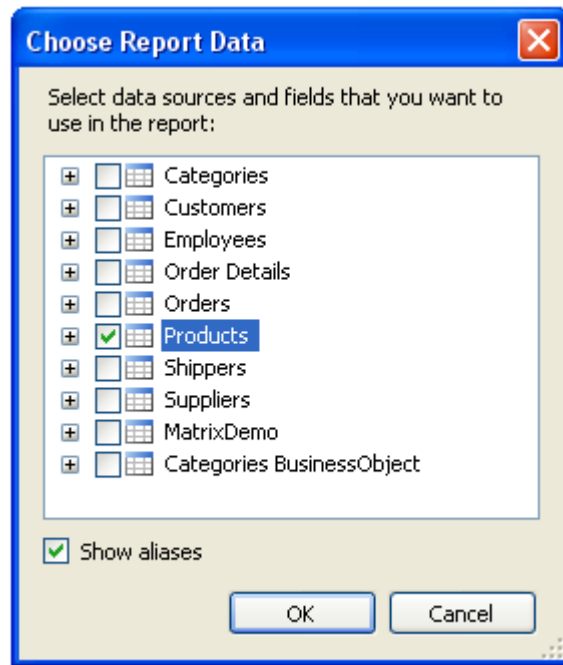 Choose Report Data
Select data sources and fields that you want to
use in the report:
Categories
Customers
Employees
Order Details
Orders
Products
Shippers
Suppliers
MatrixDemo
Categories BusinessObject
Show aliases
OK
Cancel